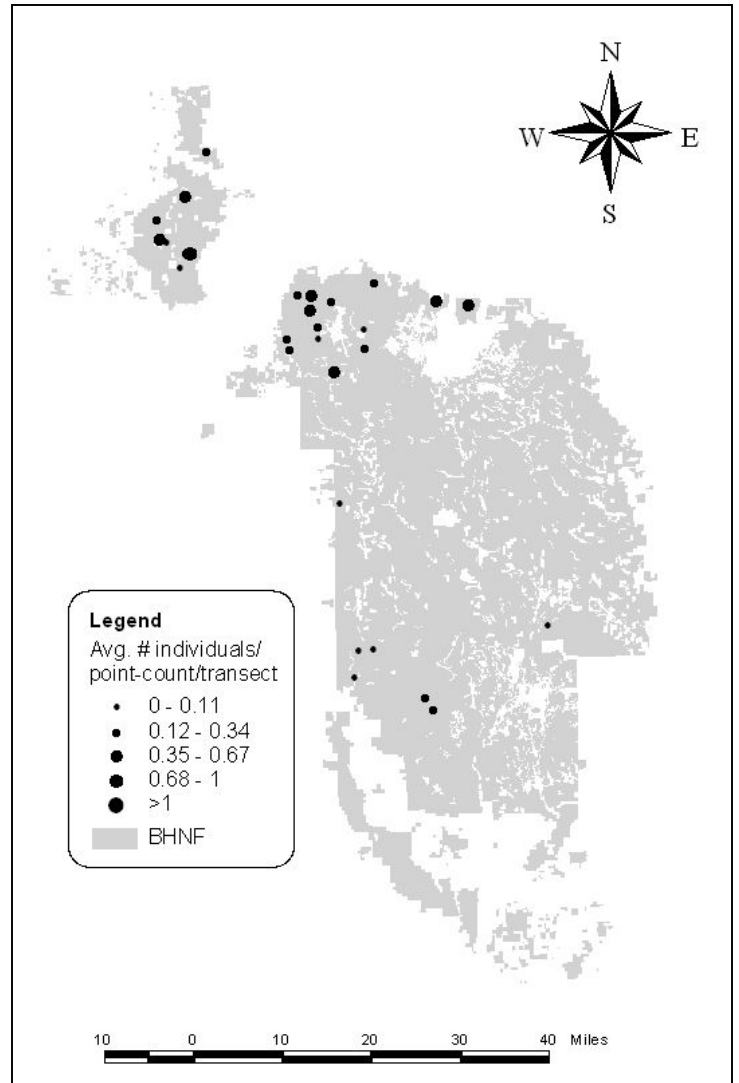 N
W E
S
Legend
Avg. # individuals/
point-count/transect
0 - 0.11
0.12 - 0.34
0.35 - 0.67
0.68 - 1
>1
BHNF
10 0 10 20 30 40 Miles